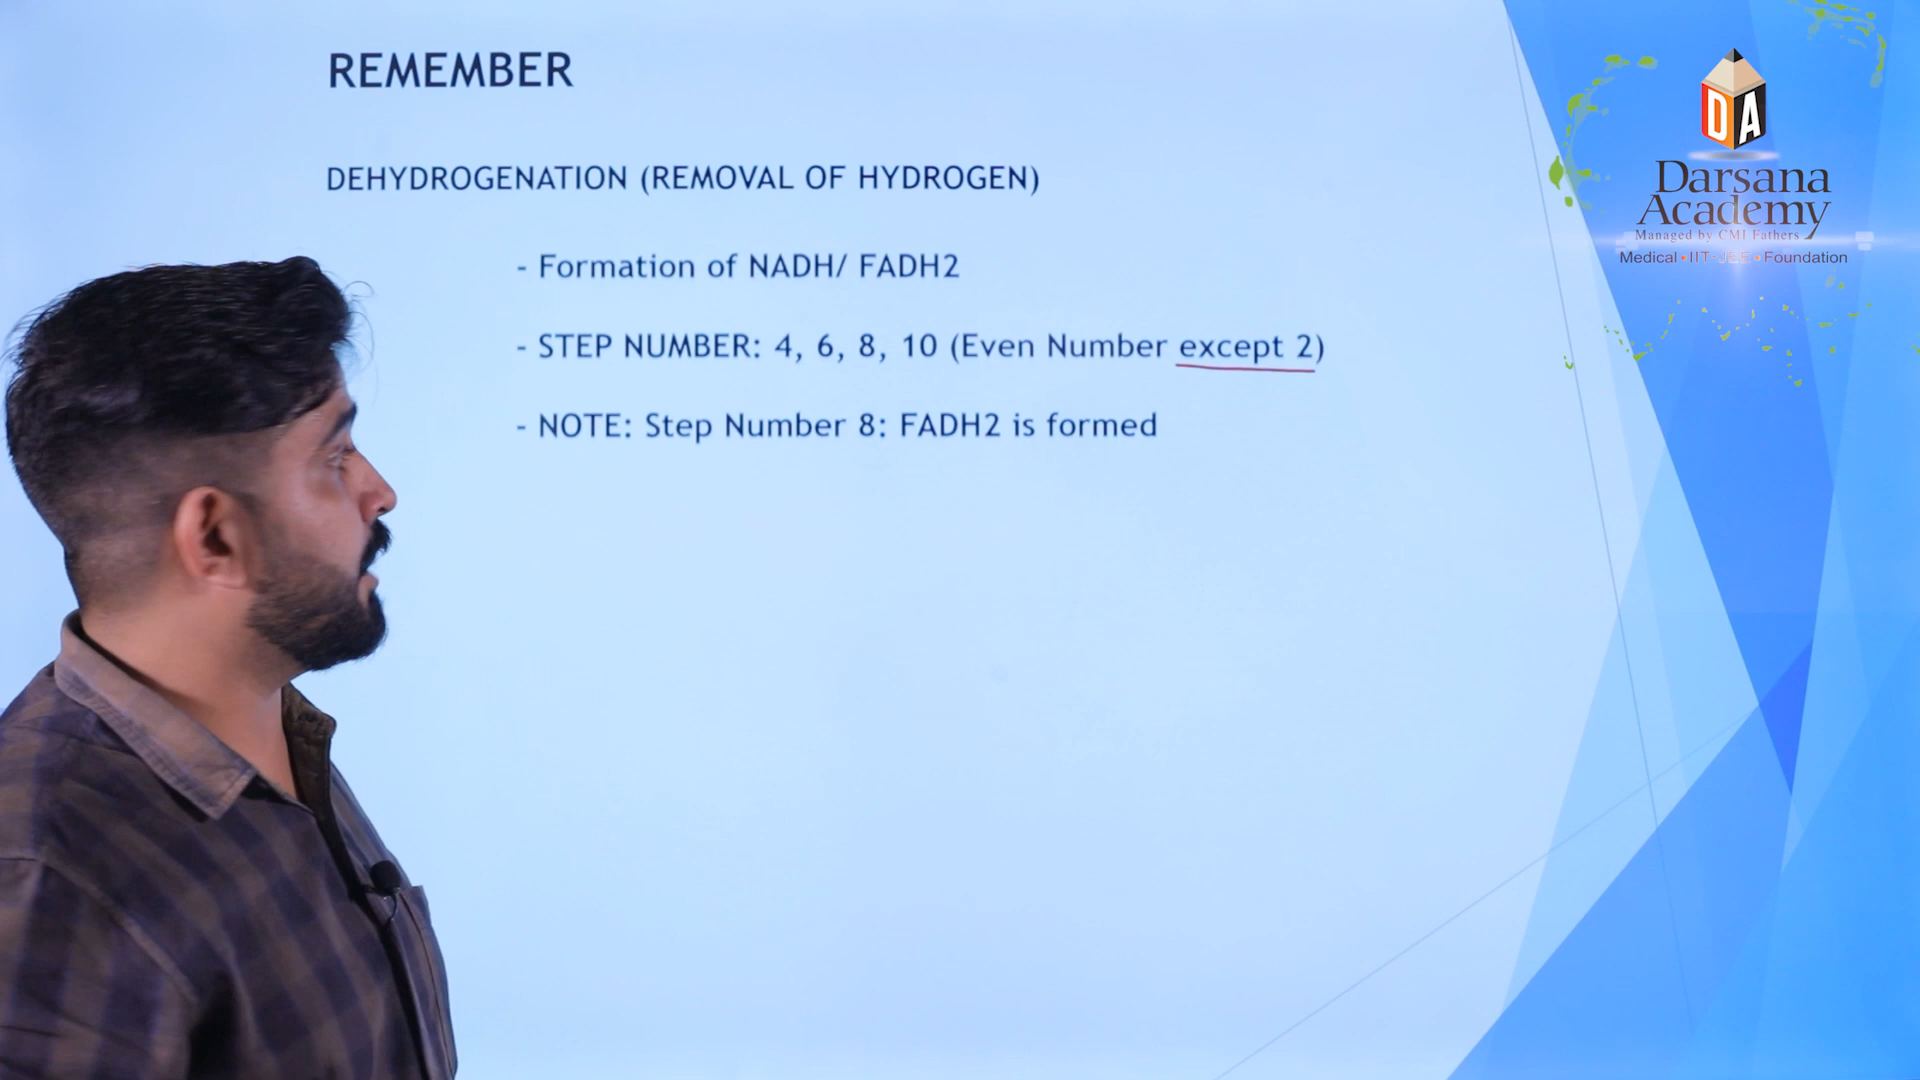 REMEMBER
DEHYDROGENATION (REMOVAL OF HYDROGEN)
- Formation of NADH/ FADH2
- STEP NUMBER: 4, 6, 8, 10 (Even Number except 2)
- NOTE: Step Number 8: FADH2 is formed
DA
Darsana
Academy
Managed by CMI Fathers
Medical • IIT-JEE • Foundation